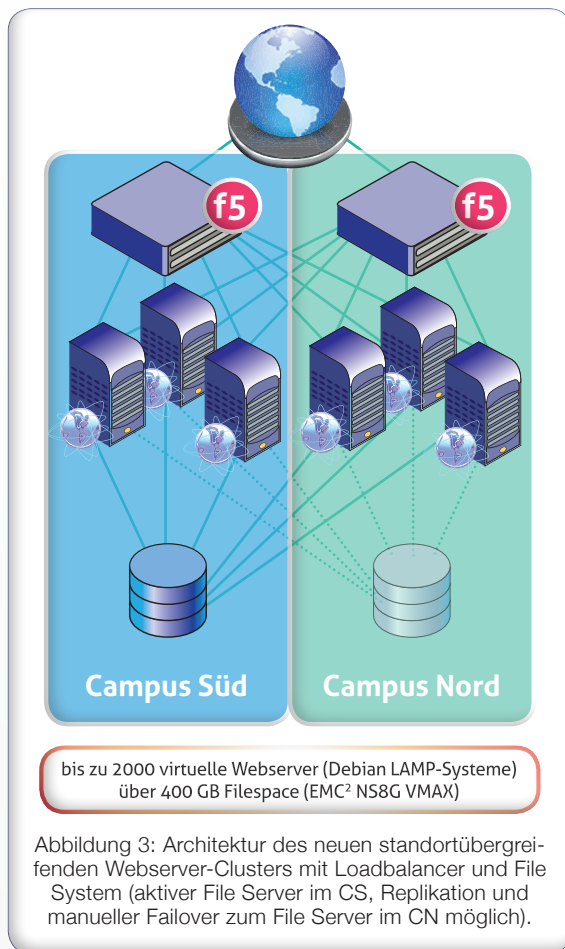 f5
f5
Campus Süd
Campus Nord
bis zu 2000 virtuelle Webserver (Debian LAMP-Systeme)
über 400 GB Filespace (EMC² NS8G VMAX)
Abbildung 3: Architektur des neuen standortübergrei-
fenden Webserver-Clusters mit Loadbalancer und File
System (aktiver File Server im CS, Replikation und
manueller Failover zum File Server im CN möglich).